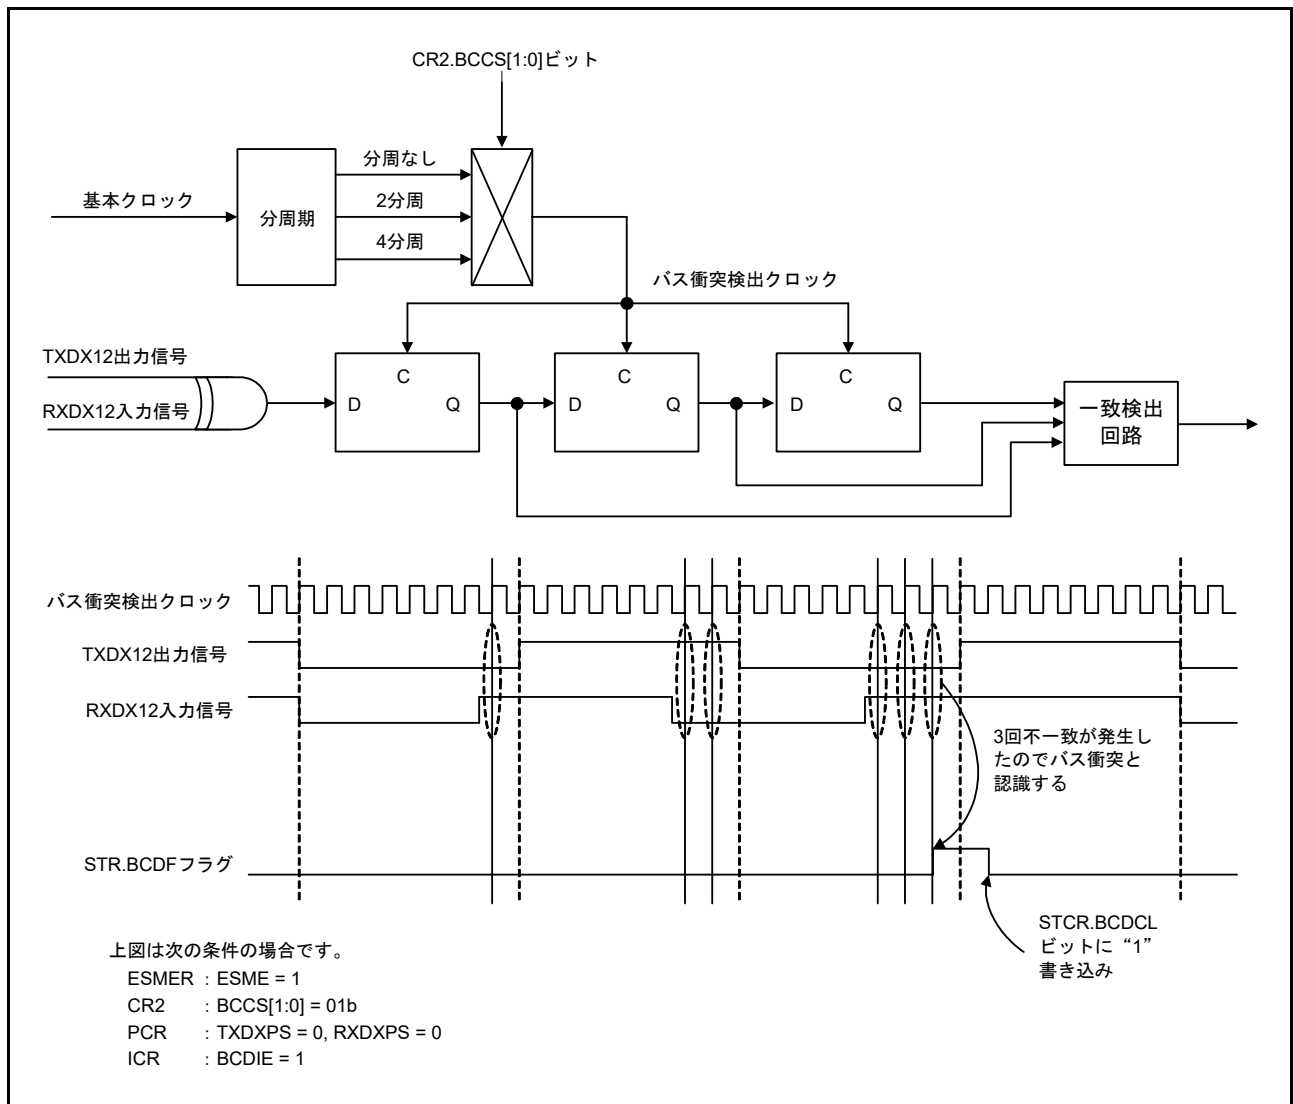 CR2.BCCS[1:0]ビット
分周なし
基本クロック
分周期
2分周
4分周
バス衝突検出クロック
TXDX12出力信号
RXDX12入力信号
C
D
Q
C
D
Q
C
D
Q
一致検出
回路
バス衝突検出クロック
TXDX12出力信号
RXDX12入力信号
3回不一致が発生し
たのでバス衝突と
認識する
STR.BCDFフラグ
STCR.BCDCL
ビットに“1”
書き込み
上図は次の条件の場合です。
ESMER : ESME = 1
CR2 : BCCS[1:0] = 01b
PCR : TXDXPS = 0, RXDXPS = 0
ICR : BCDIE = 1